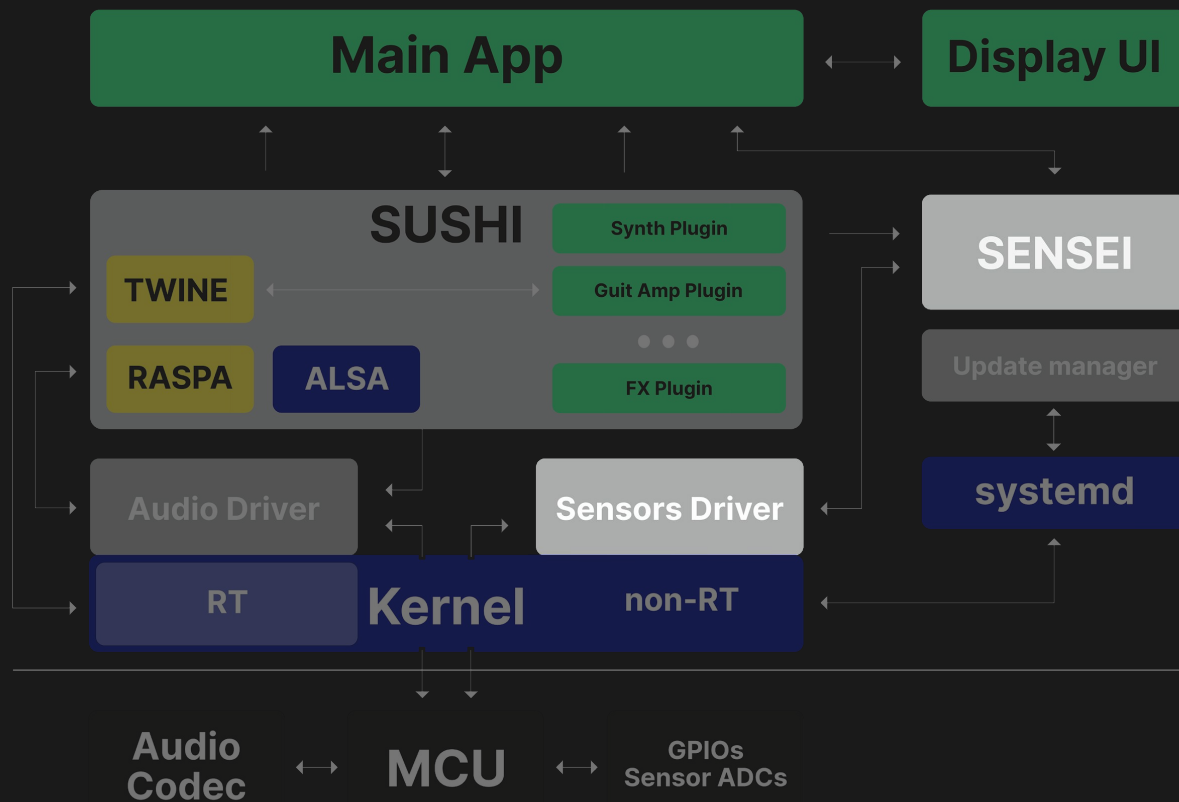 Main App
Display UI
SUSHI
Synth Plugin
SENSEI
TWINE
Guit Amp Plugin
RASPA
ALSA
FX Plugin
Update manager
Audio Driver
Sensors Driver
systemd
RT
Kernel
non-RT
Audio
Codec
MCU
GPIOs
Sensor ADCs